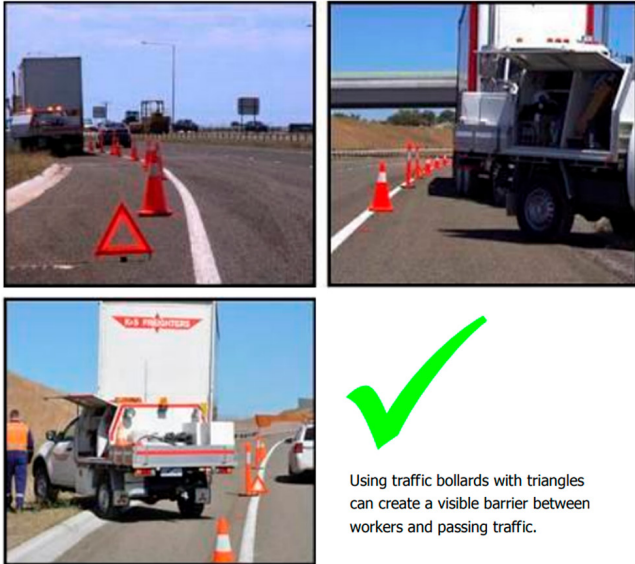 K&S FREIGHTERS
Using traffic bollards with triangles
can create a visible barrier between
workers and passing traffic.